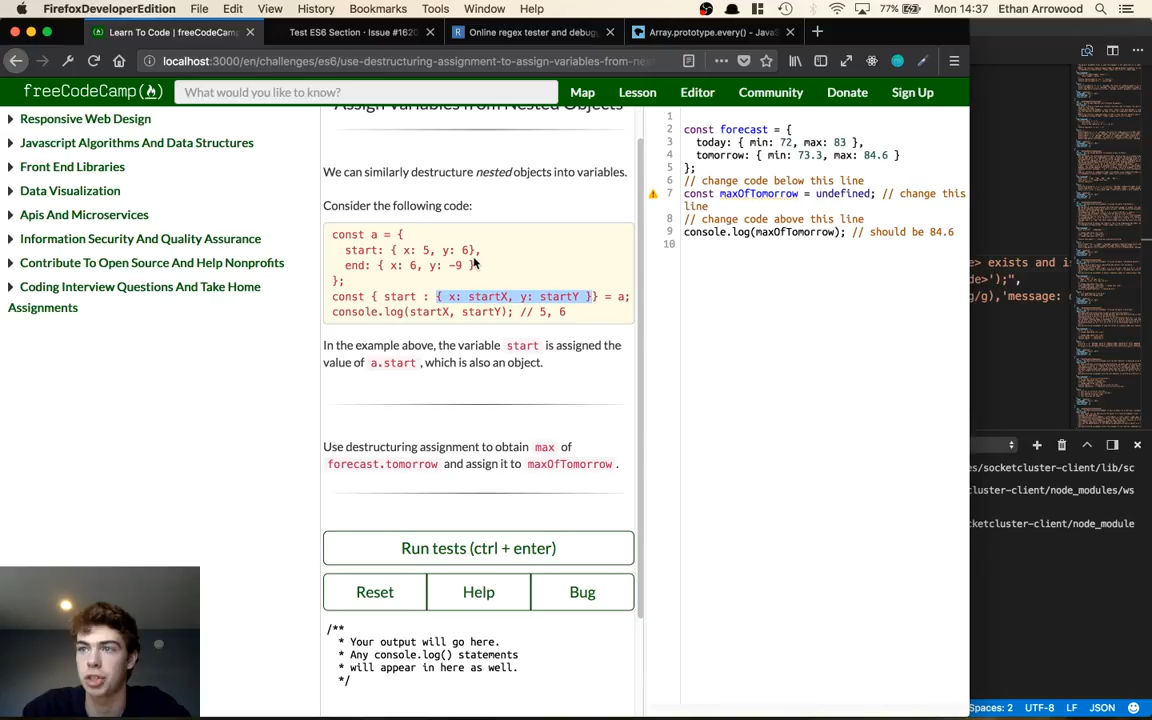 FirefoxDeveloperEdition File Edit View History Bookmarks Tools Window Help 77% Mon 14:37 Ethan Arrowood
Learn To Code | freeCodeCam
Test ES6 Section · Issue #1620
Online regex tester and debug
Array.prototype.every() - JavaS
localhost:3000/en/challenges/es6/use-destructuring-assignment-to-assign-variables-from-nes
freeCodeCamp
What would you like to know?
Map Lesson Editor Community Donate Sign Up
Responsive Web Design
Javascript Algorithms And Data Structures
Front End Libraries
Data Visualization
Apis And Microservices
Information Security And Quality Assurance
Contribute To Open Source And Help Nonprofits
Coding Interview Questions And Take Home
Assignments
Assign Variables from Nested Objects
We can similarly destructure nested objects into variables.
Consider the following code:
const a = {
start: { x: 5, y: 6},
end: { x: 6, y: -9 }
};
const { start : { x: startX, y: startY }} = a;
console.log(startX, startY); // 5, 6
In the example above, the variable start is assigned the
value of a.start , which is also an object.
Use destructuring assignment to obtain max of
forecast.tomorrow and assign it to maxOfTomorrow .
Run tests (ctrl + enter)
Reset Help Bug
/**
* Your output will go here.
* Any console.log() statements
* will appear in here as well.
*/
1
2 const forecast = {
3 today: { min: 72, max: 83 },
4 tomorrow: { min: 73.3, max: 84.6 }
5 };
6 // change code below this line
7 const maxOfTomorrow = undefined; // change this
line
8 // change code above this line
9 console.log(maxOfTomorrow); // should be 84.6
10
> exists and is
de>');",
>/g),'message: c
es/socketcluster-client/lib/sc
cluster-client/node_modules/ws
ketcluster-client/node_module
Spaces: 2 UTF-8 LF JSON